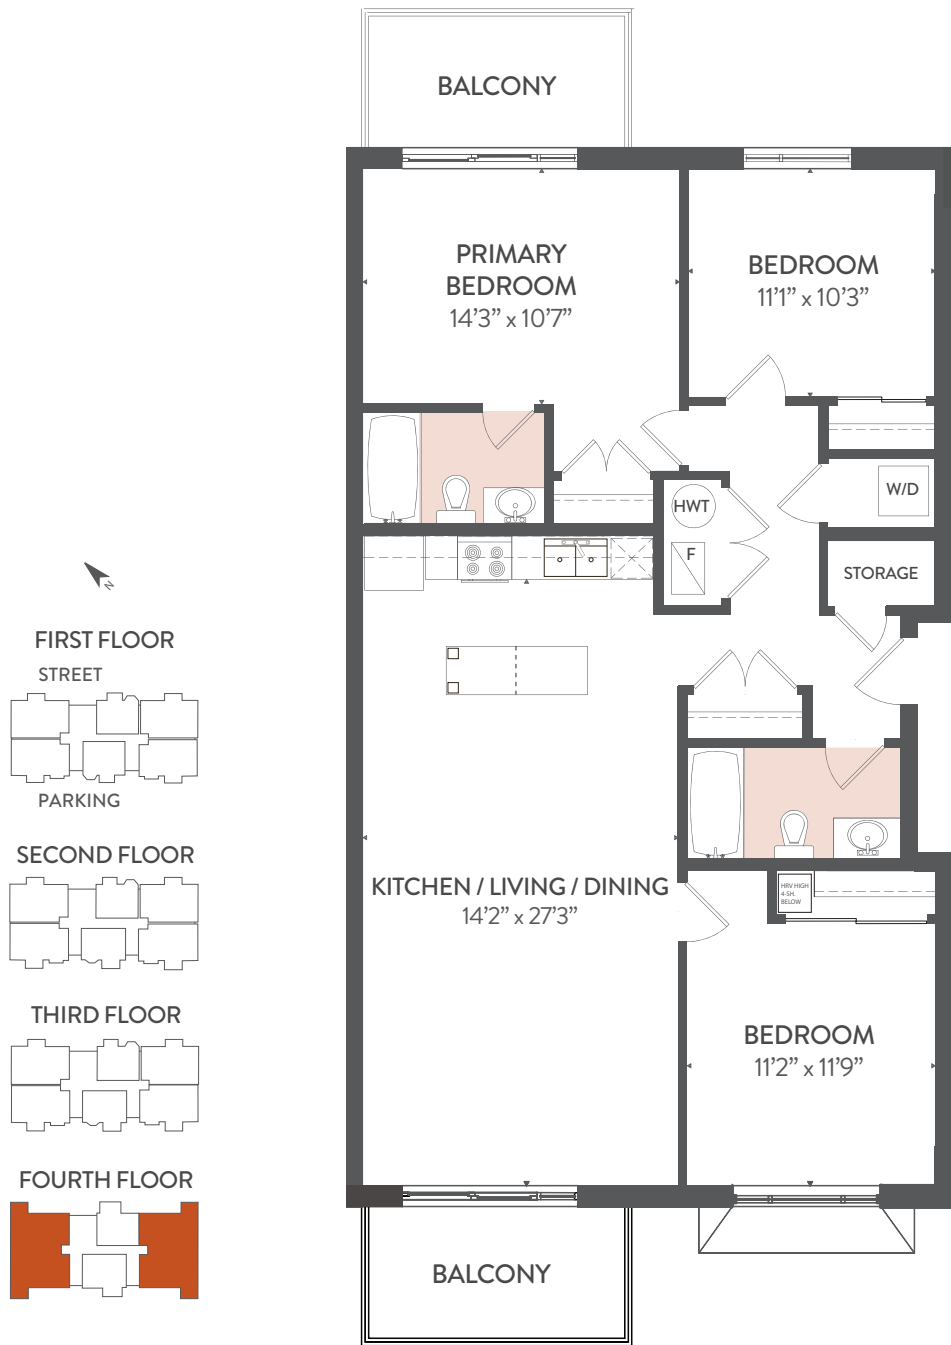 BALCONY
PRIMARY
BEDROOM
14’3” x 10’7”
BEDROOM
11’1” x 10’3”
HWT
W/D
F
STORAGE
N
FIRST FLOOR
STREET
PARKING
SECOND FLOOR
KITCHEN / LIVING / DINING
14’2” x 27’3”
HRV HIGH
4-SH.
BELOW
THIRD FLOOR
BEDROOM
11’2” x 11’9”
FOURTH FLOOR
BALCONY